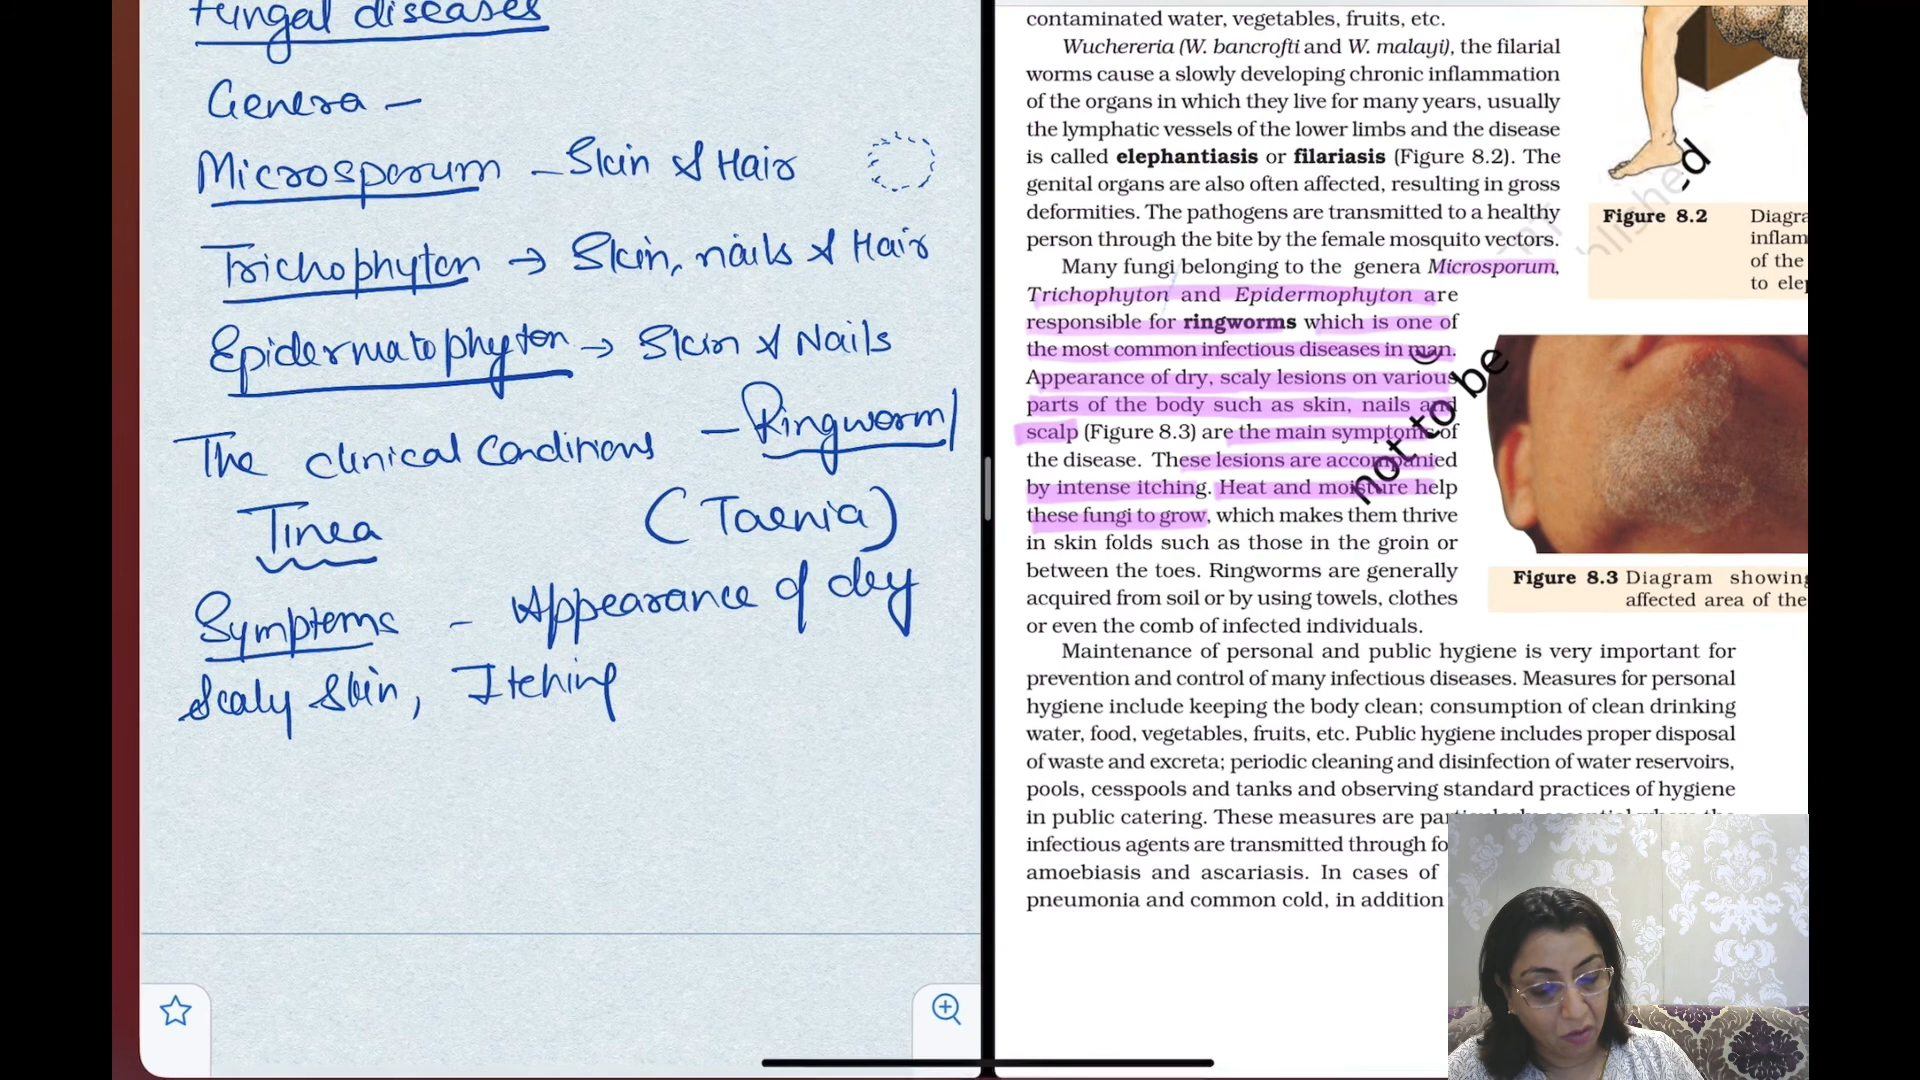 Fungal diseases
Genera -
Microsporum - Skin & Hair
Trichophyton → Skin, nails & Hair
Epidermatophyton → Skin & Nails
The clinical Conditions - Ringworm/
Tinea (Taenia)
Symptoms - Appearance of dry
Scaly Skin, Itching
contaminated water, vegetables, fruits, etc.
Wuchereria (W. bancrofti and W. malayi), the filarial
worms cause a slowly developing chronic inflammation
of the organs in which they live for many years, usually
the lymphatic vessels of the lower limbs and the disease
is called elephantiasis or filariasis (Figure 8.2). The
genital organs are also often affected, resulting in gross
deformities. The pathogens are transmitted to a healthy
person through the bite by the female mosquito vectors.
Many fungi belonging to the genera Microsporum,
Trichophyton and Epidermophyton are
responsible for ringworms which is one of
the most common infectious diseases in man.
Appearance of dry, scaly lesions on various
parts of the body such as skin, nails and
scalp (Figure 8.3) are the main symptoms of
the disease. These lesions are accompanied
by intense itching. Heat and moisture help
these fungi to grow, which makes them thrive
in skin folds such as those in the groin or
between the toes. Ringworms are generally
acquired from soil or by using towels, clothes
or even the comb of infected individuals.
Maintenance of personal and public hygiene is very important for
prevention and control of many infectious diseases. Measures for personal
hygiene include keeping the body clean; consumption of clean drinking
water, food, vegetables, fruits, etc. Public hygiene includes proper disposal
of waste and excreta; periodic cleaning and disinfection of water reservoirs,
pools, cesspools and tanks and observing standard practices of hygiene
in public catering. These measures are
infectious agents are transmitted through
amoebiasis and ascariasis. In cases of
pneumonia and common cold, in addition
Figure 8.2 Diagra
inflam
of the
to
Figure 8.3 Diagram showing
affected area of the
not to be